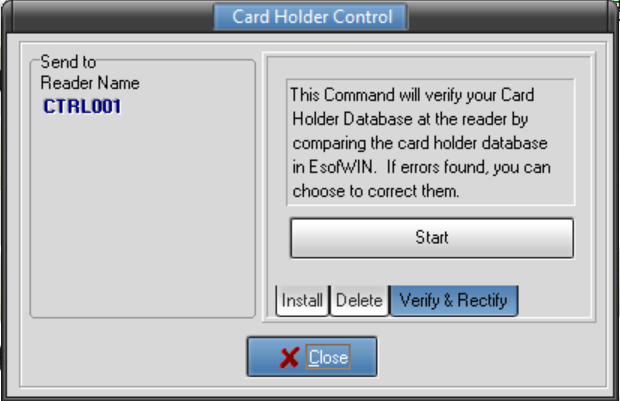 Card Holder Control
Send to
Reader Name
CTRL001
This Command will verify your Card
Holder Database at the reader by
comparing the card holder database
in EsofWIN. If errors found, you can
choose to correct them.
Start
Install Delete Verify & Rectify
Close